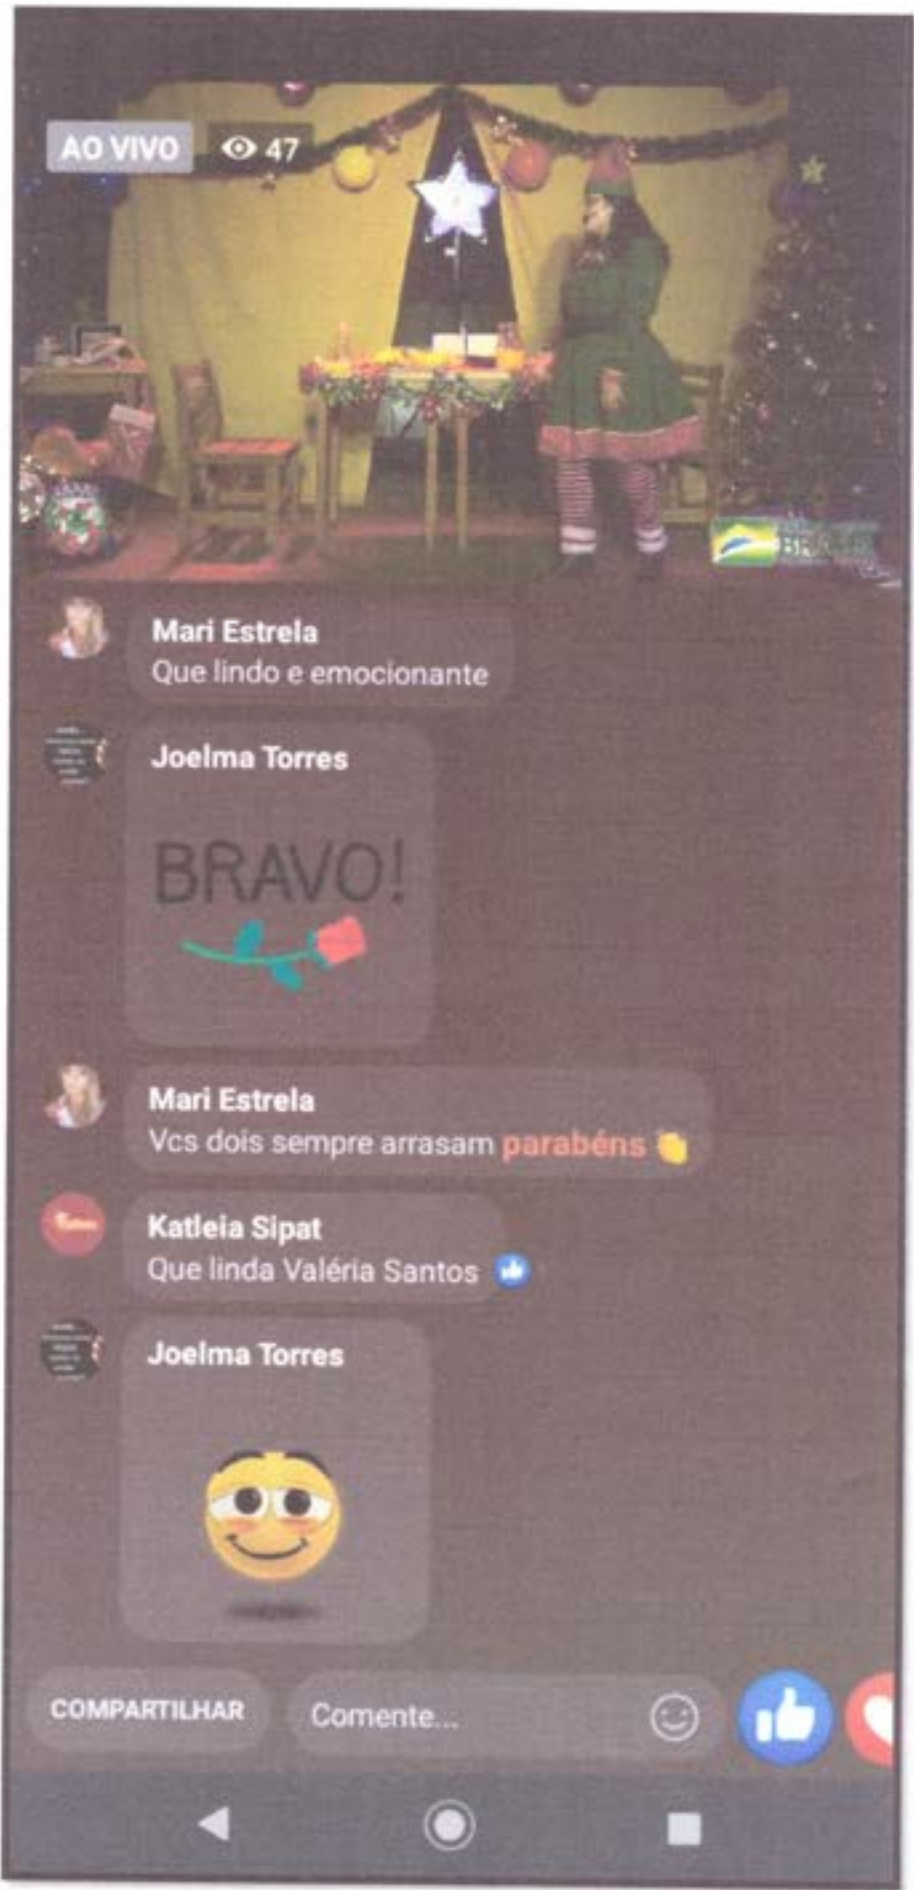 AO VIVO 47
Mari Estrela
Que lindo e emocionante
Joelma Torres
BRAVO!
Mari Estrela
Vcs dois sempre arrasam parabéns
Katleia Sipat
Que linda Valéria Santos
Joelma Torres
COMPARTILHAR
Comente...